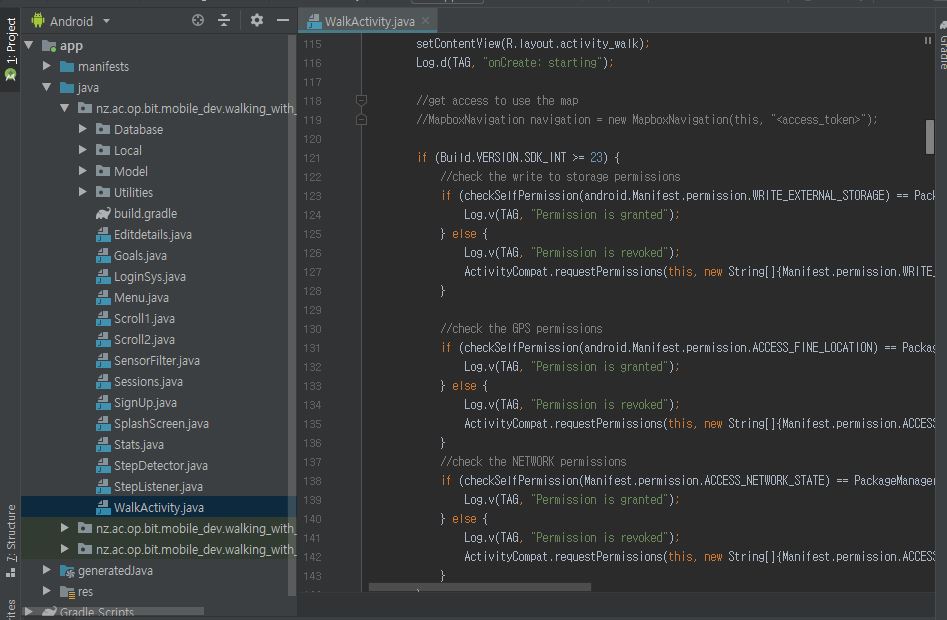 1: Project
Z: Structure
rites
Android
app
manifests
java
nz.ac.op.bit.mobile_dev.walking_with_
Database
Local
Model
Utilities
build.gradle
Editdetails.java
Goals.java
LoginSys.java
Menu.java
Scroll1.java
Scroll2.java
SensorFilter.java
Sessions.java
SignUp.java
SplashScreen.java
Stats.java
StepDetector.java
StepListener.java
WalkActivity.java
nz.ac.op.bit.mobile_dev.walking_with_
nz.ac.op.bit.mobile_dev.walking_with_
generatedJava
res
Gradle Scripts
WalkActivity.java
115 setContentView(R.layout.activity_walk);
116 Log.d(TAG, "onCreate: starting");
117
118 //get access to use the map
119 //MapboxNavigation navigation = new MapboxNavigation(this, "<access_token>");
120
121 if (Build.VERSION.SDK_INT >= 23) {
122 //check the write to storage permissions
123 if (checkSelfPermission(android.Manifest.permission.WRITE_EXTERNAL_STORAGE) == Pack
124 Log.v(TAG, "Permission is granted");
125 } else {
126 Log.v(TAG, "Permission is revoked");
127 ActivityCompat.requestPermissions(this, new String[]{Manifest.permission.WRITE_
128 }
129
130 //check the GPS permissions
131 if (checkSelfPermission(android.Manifest.permission.ACCESS_FINE_LOCATION) == Packag
132 Log.v(TAG, "Permission is granted");
133 } else {
134 Log.v(TAG, "Permission is revoked");
135 ActivityCompat.requestPermissions(this, new String[]{Manifest.permission.ACCESS
136 }
137 //check the NETWORK permissions
138 if (checkSelfPermission(Manifest.permission.ACCESS_NETWORK_STATE) == PackageManager
139 Log.v(TAG, "Permission is granted");
140 } else {
141 Log.v(TAG, "Permission is revoked");
142 ActivityCompat.requestPermissions(this, new String[]{Manifest.permission.ACCESS
143 }
Gradle